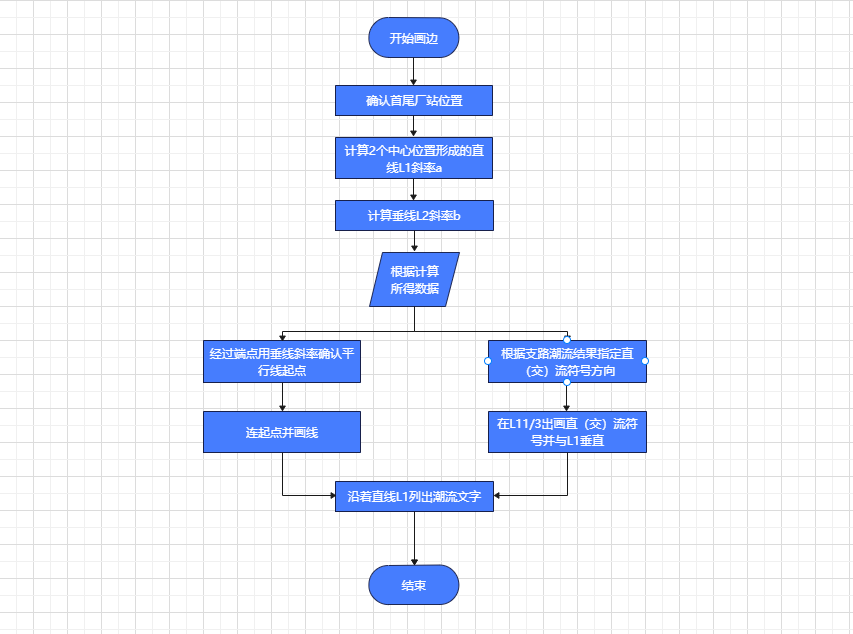 开始画边
确认首尾厂站位置
计算2个中心位置形成的直
线L1斜率a
计算垂线L2斜率b
根据计算
所得数据
经过端点用垂线斜率确认平
行线起点
根据支路潮流结果指定直
（交）流符号方向
连起点并画线
在L11/3出画直（交）流符
号并与L1垂直
沿着直线L1列出潮流文字
结束